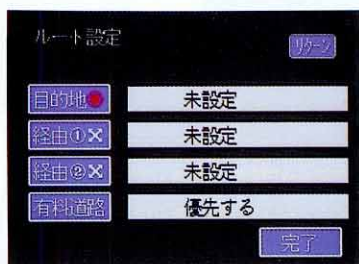 ルート設定
リターン
目的地 未設定
経由① 未設定
経由② 未設定
有料道路 優先する
完了